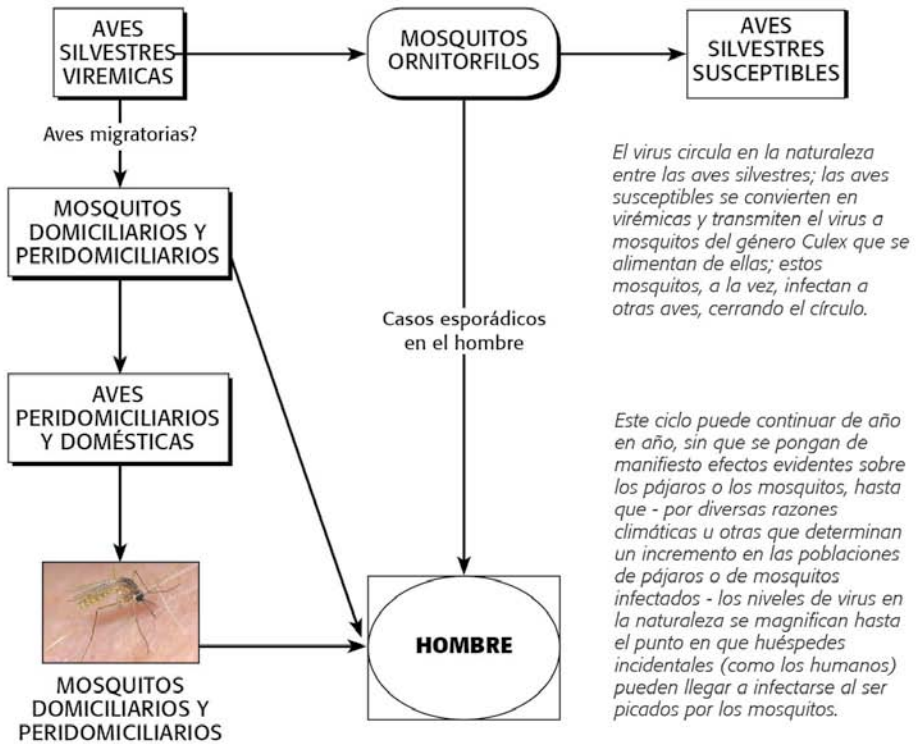 AVES
SILVESTRES
VIREMICAS
MOSQUITOS
ORNITORFILOS
AVES
SILVESTRES
SUSCEPTIBLES
Aves migratorias?
MOSQUITOS
DOMICILIARIOS Y
PERIDOMICILIARIOS
AVES
PERIDOMICILIARIOS
Y DOMÉSTICAS
MOSQUITOS
DOMICILIARIOS Y
PERIDOMICILIARIOS
Casos esporádicos
en el hombre
HOMBRE
El virus circula en la naturaleza
entre las aves silvestres; las aves
susceptibles se convierten en
virémicas y transmiten el virus a
mosquitos del género Culex que se
alimentan de ellas; estos
mosquitos, a la vez, infectan a
otras aves, cerrando el círculo.
Este ciclo puede continuar de año
en año, sin que se pongan de
manifiesto efectos evidentes sobre
los pájaros o los mosquitos, hasta
que - por diversas razones
climáticas u otras que determinan
un incremento en las poblaciones
de pájaros o de mosquitos
infectados - los niveles de virus en
la naturaleza se magnifican hasta
el punto en que huéspedes
incidentales (como los humanos)
pueden llegar a infectarse al ser
picados por los mosquitos.